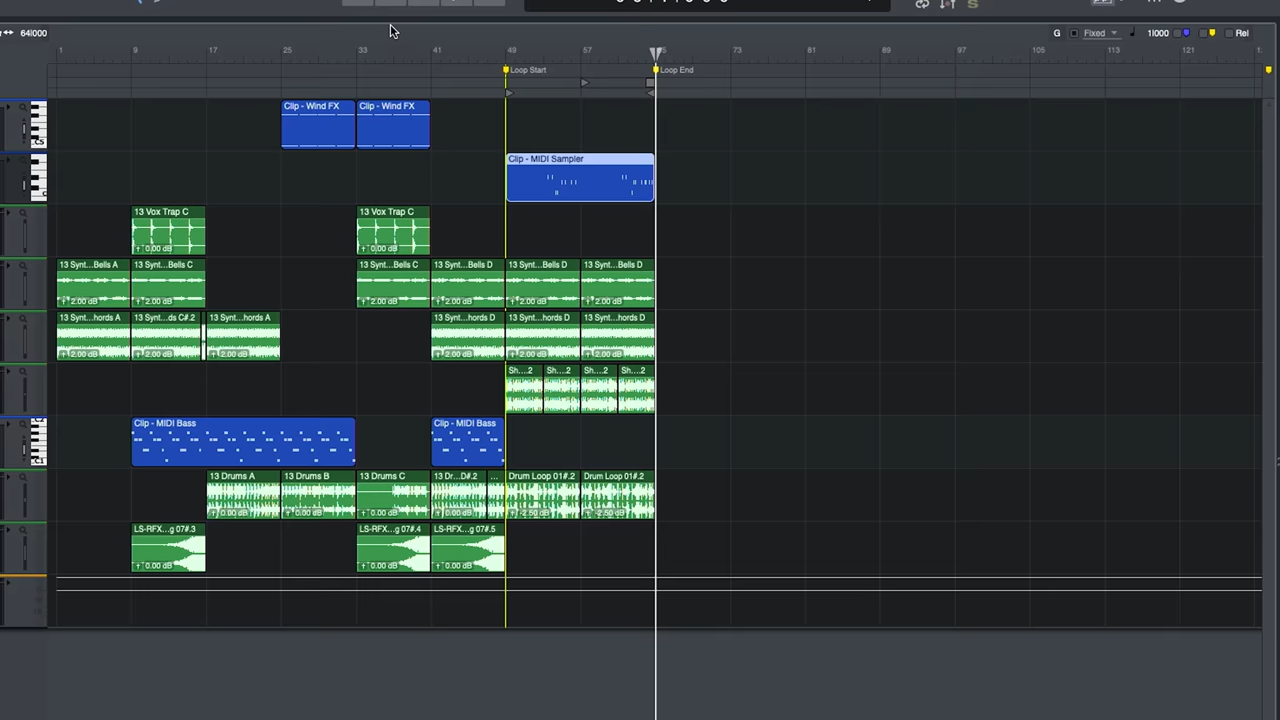 64|000
G Fixed 1|000 Rel
1 9 17 25 33 41 49 57 65 73 81 89 97 105 113 121
Loop Start Loop End
Clip - Wind FX Clip - Wind FX
C5
Clip - MIDI Sampler
13 Vox Trap C 13 Vox Trap C
0.00 dB 0.00 dB
13 Synt...Bells A 13 Synt...Bells C 13 Synt...Bells C 13 Synt...Bells D 13 Synt...Bells D 13 Synt...Bells D
2.00 dB 2.00 dB 2.00 dB 2.00 dB 2.00 dB 2.00 dB
13 Synt...hords A 13 Synt...ds C#.2 13 Synt...hords A 13 Synt...hords D 13 Synt...hords D 13 Synt...hords D
2.00 dB 2.00 dB 2.00 dB 2.00 dB 2.00 dB 2.00 dB
Sh....2 Sh....2 Sh....2 Sh....2
Clip - MIDI Bass Clip - MIDI Bass
C1
13 Drums A 13 Drums B 13 Drums C 13 Dr...D#.2 ... Drum Loop 01#.2 Drum Loop 01#.2
0.00 dB 0.00 dB 0.00 dB 0.00 dB -2.50 dB -2.50 dB
LS-RFX...g 07#.3 LS-RFX...g 07#.4 LS-RFX...g 07#.5
0.00 dB 0.00 dB 0.00 dB